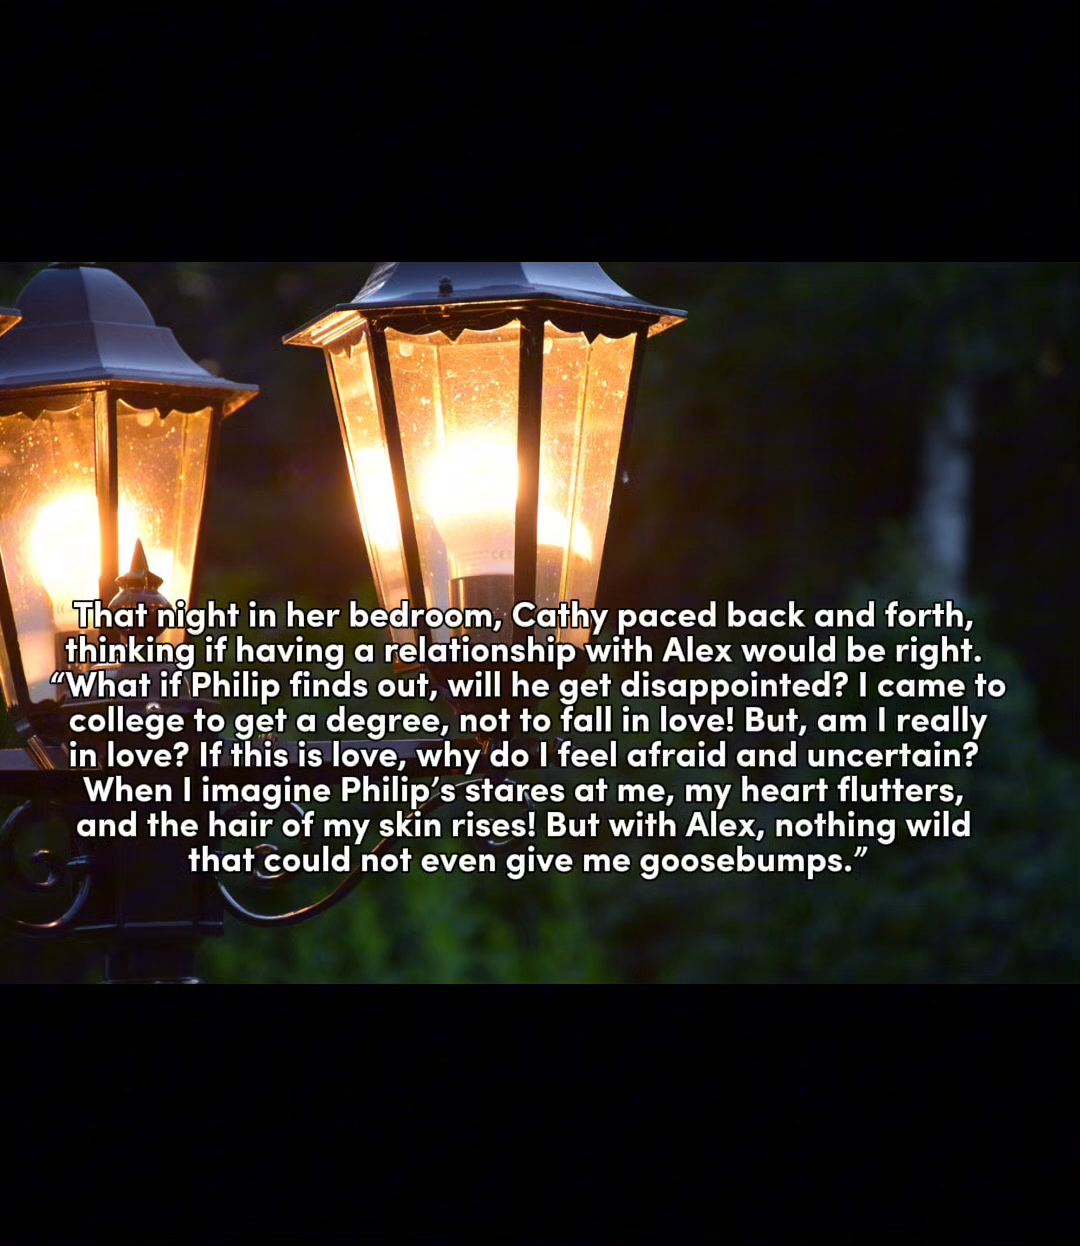 That night in her bedroom, Cathy paced back and forth,
thinking if having a relationship with Alex would be right.
“What if Philip finds out, will he get disappointed? I came to
college to get a degree, not to fall in love! But, am I really
in love? If this is love, why do I feel afraid and uncertain?
When I imagine Philip’s stares at me, my heart flutters,
and the hair of my skin rises! But with Alex, nothing wild
that could not even give me goosebumps.”